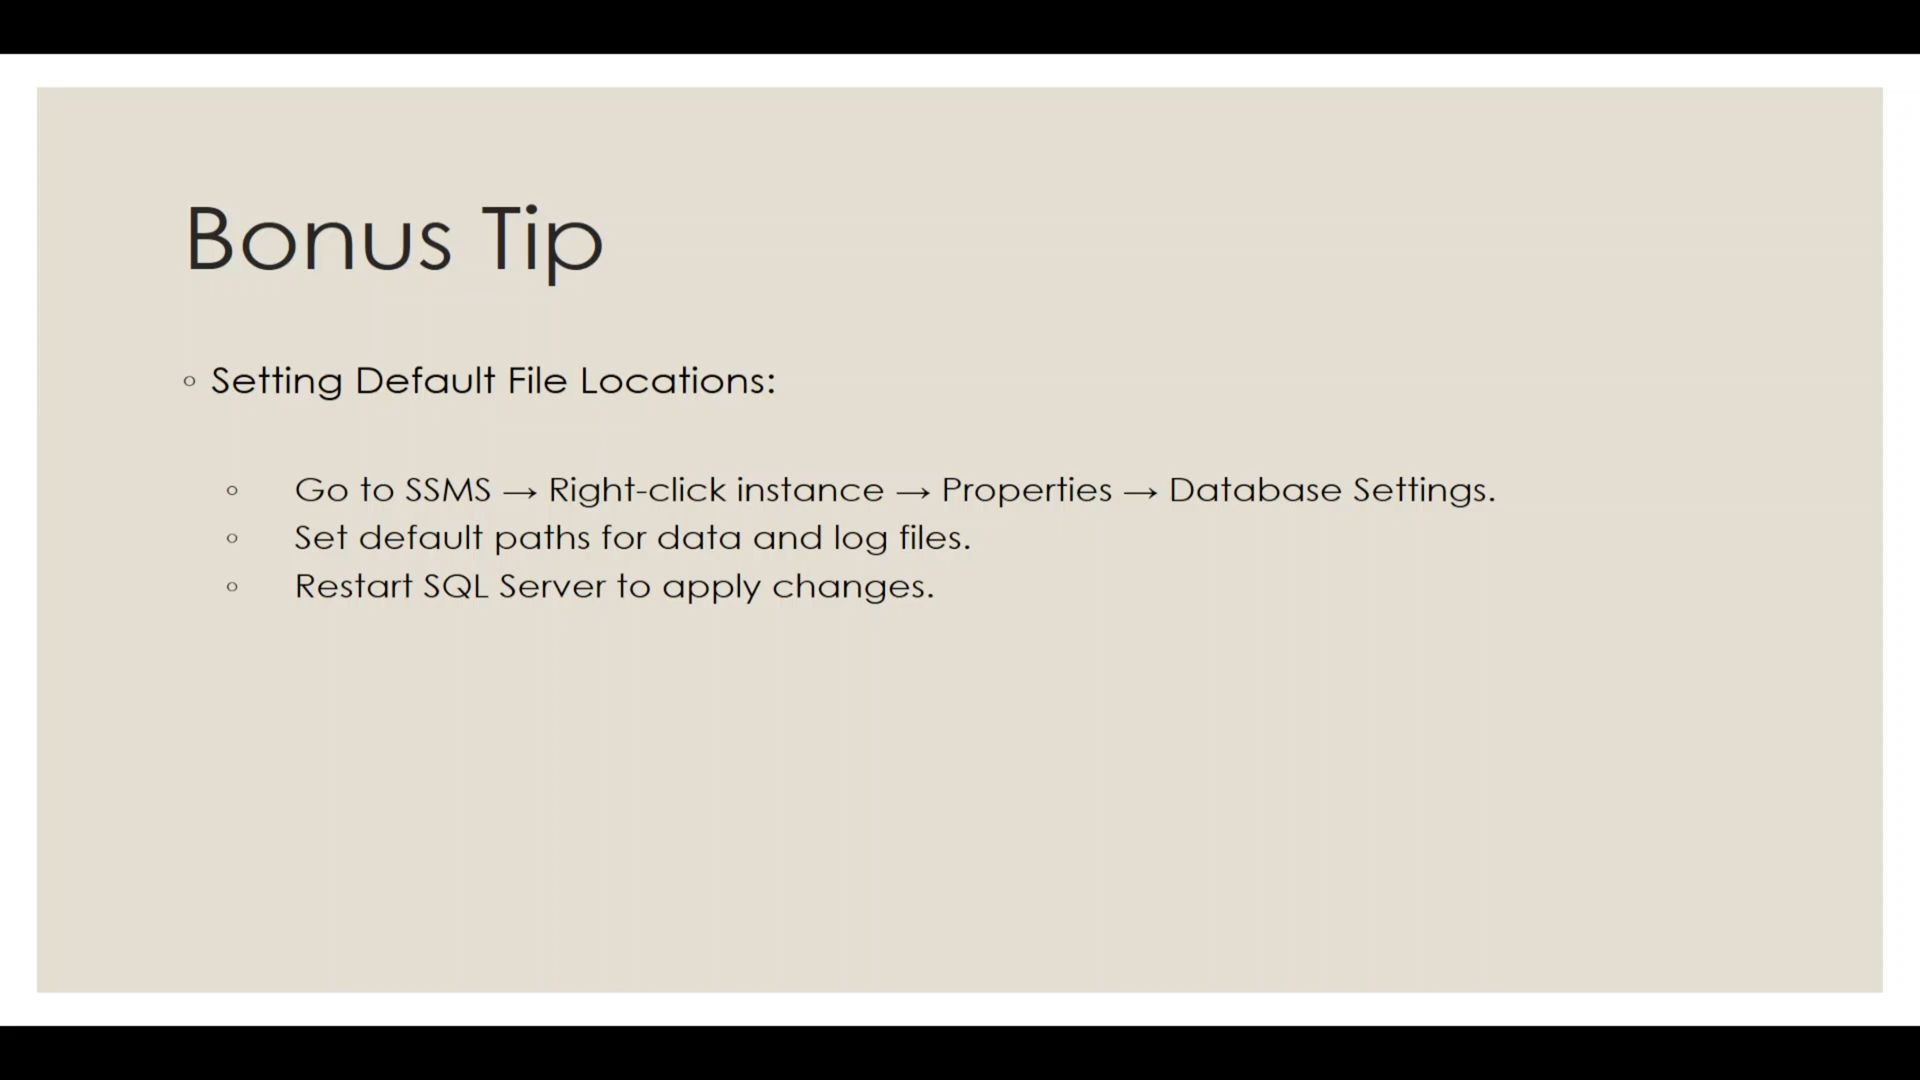 Bonus Tip
◦ Setting Default File Locations:
◦ Go to SSMS → Right-click instance → Properties → Database Settings.
◦ Set default paths for data and log files.
◦ Restart SQL Server to apply changes.